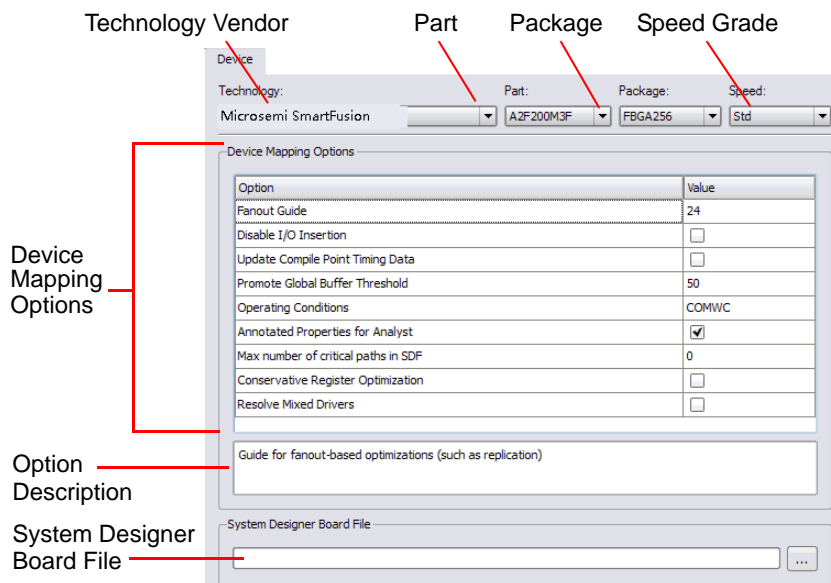 Technology Vendor Part Package Speed Grade
Device
Technology: Part: Package: Speed:
Microsemi SmartFusion A2F200M3F FBGA256 Std
Device Mapping Options
Option Value
Fanout Guide 24
Disable I/O Insertion
Update Compile Point Timing Data
Promote Global Buffer Threshold 50
Operating Conditions COMWC
Annotated Properties for Analyst
Max number of critical paths in SDF 0
Conservative Register Optimization
Resolve Mixed Drivers
Device
Mapping
Options
Guide for fanout-based optimizations (such as replication)
Option
Description
System Designer Board File
...
System Designer
Board File